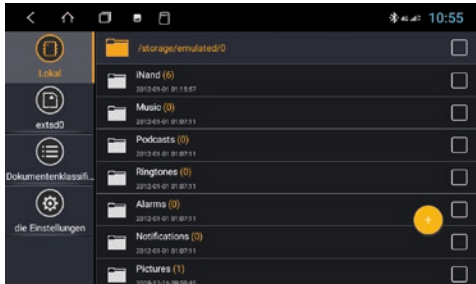 10:55
/storage/emulated/0
Lokal
iNand (6)
2012-01-01 01:15:57
Music (0)
2012-01-01 01:07:11
extsd0
Podcasts (0)
2012-01-01 01:07:11
Dokumentenklassifi...
Ringtones (0)
2012-01-01 01:07:11
Alarms (0)
2012-01-01 01:07:11
die Einstellungen
Notifications (0)
2012-01-01 01:07:11
Pictures (1)